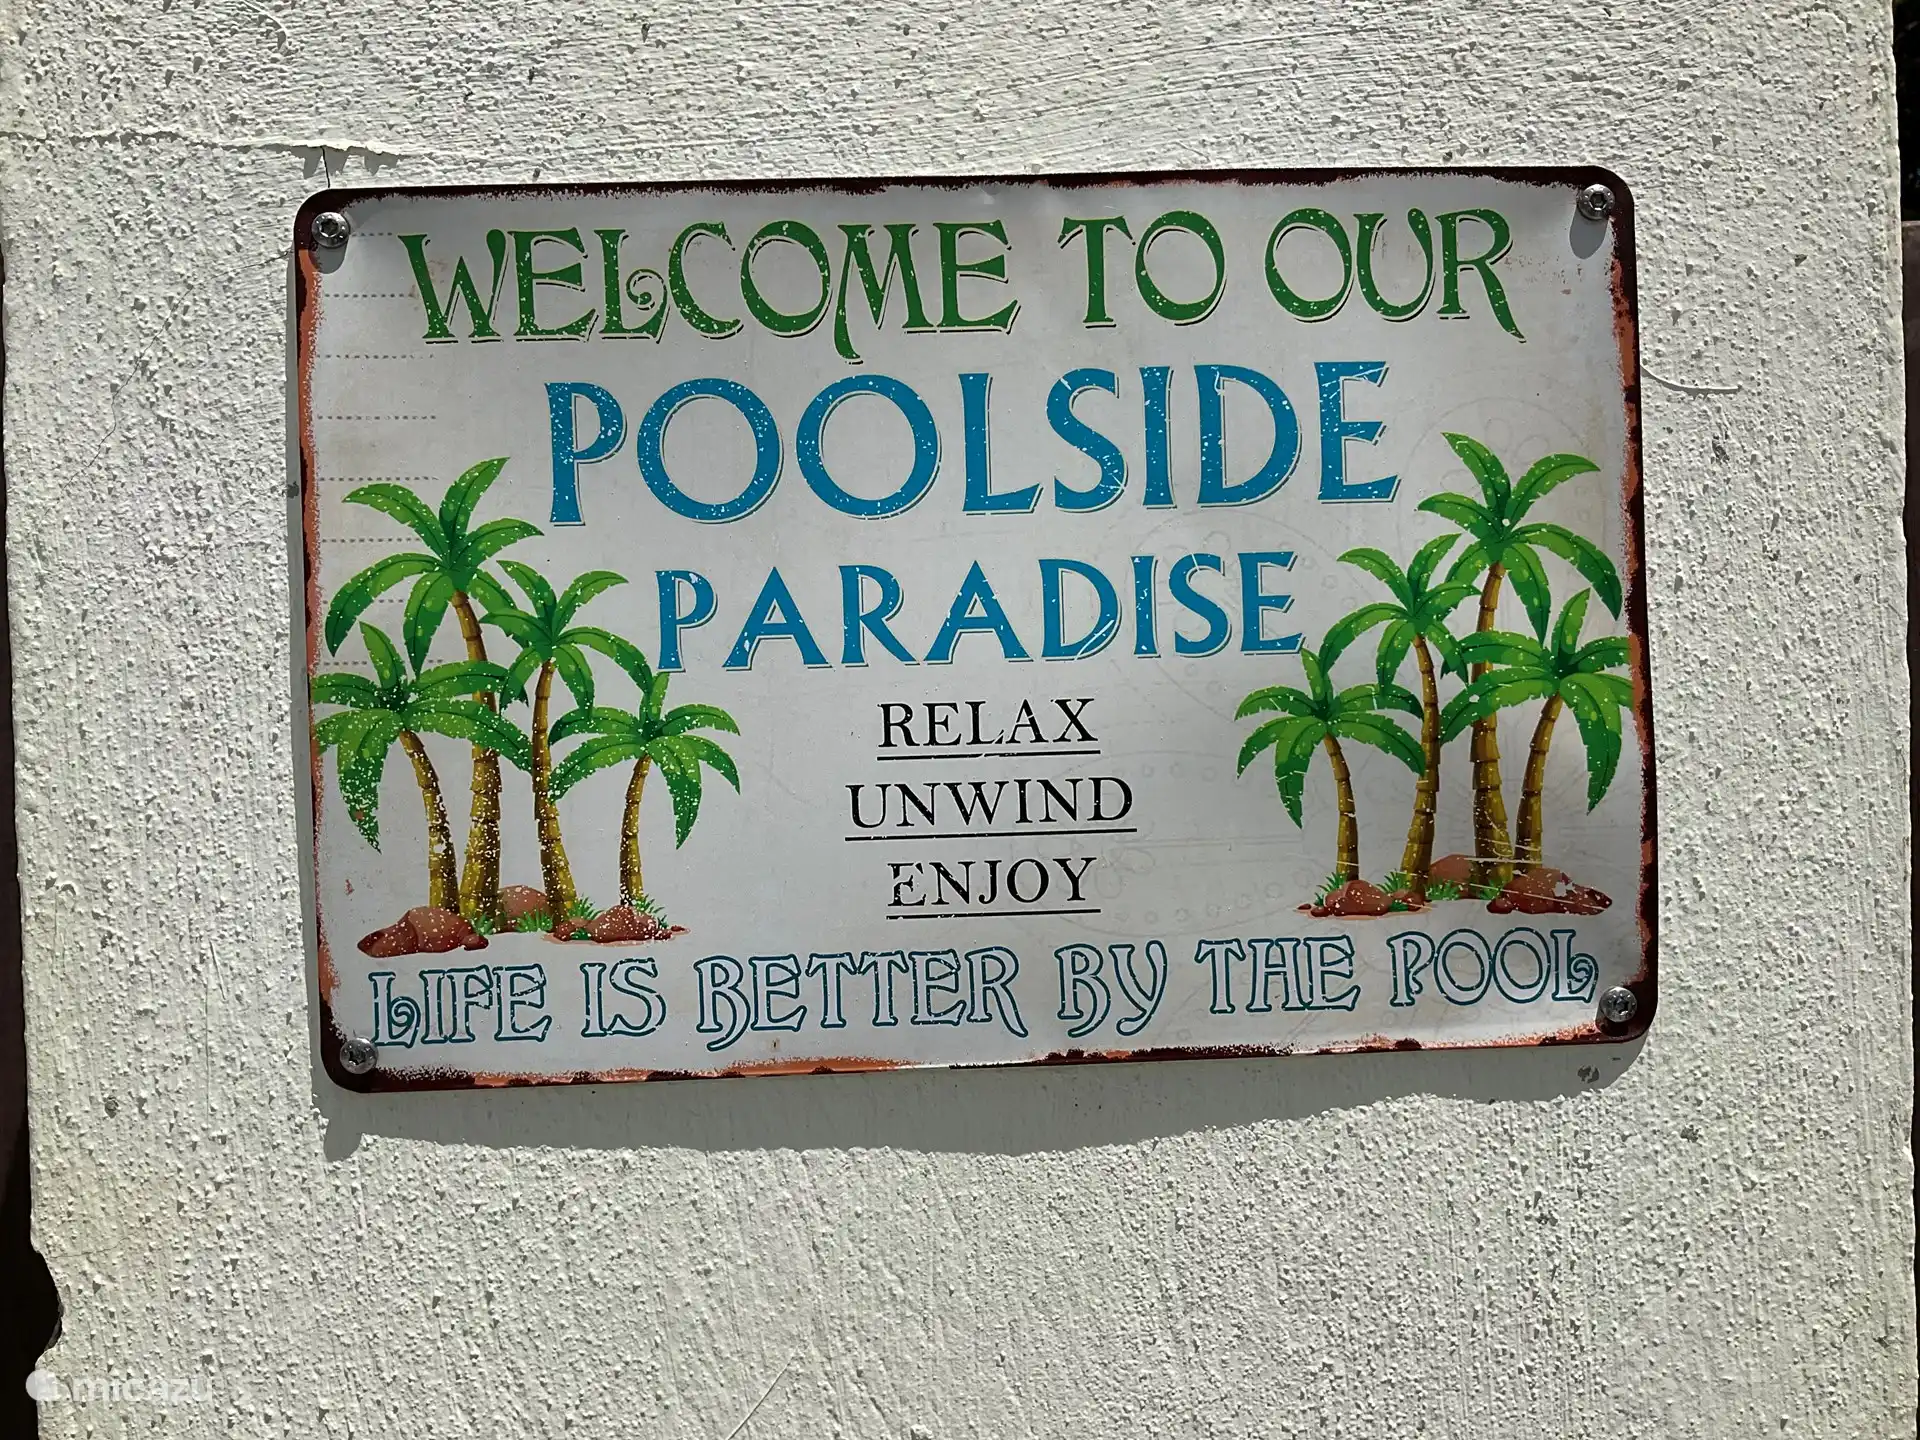 WELCOME TO OUR
POOLSIDE
PARADISE
RELAX
UNWIND
ENJOY
LIFE IS BETTER BY THE POOL
micazu